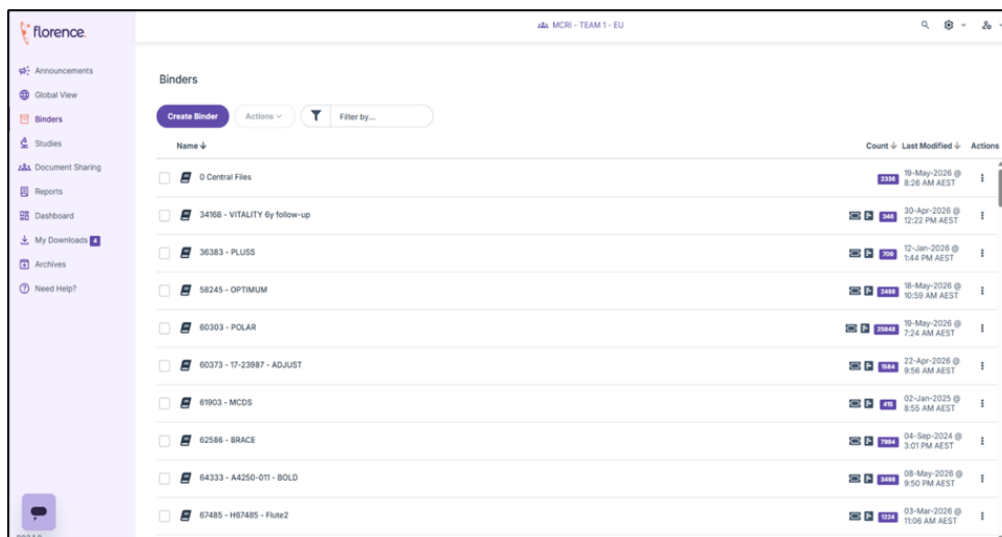 florence.
MCRI - TEAM 1 - EU
Announcements
Global View
Binders
Studies
Document Sharing
Reports
Dashboard
My Downloads 4
Archives
Need Help?
Binders
Create Binder Actions Filter by...
Name Count Last Modified Actions
0 Central Files 2336 19-May-2026 @ 8:26 AM AEST
34168 - VITALITY 6y follow-up 346 30-Apr-2026 @ 12:22 PM AEST
36383 - PLUSS 709 12-Jan-2026 @ 1:44 PM AEST
58245 - OPTIMUM 2498 18-May-2026 @ 10:59 AM AEST
60303 - POLAR 25848 19-May-2026 @ 7:24 AM AEST
60373 - 17-23987 - ADJUST 1684 22-Apr-2026 @ 9:56 AM AEST
61903 - MCDS 415 02-Jan-2025 @ 8:55 AM AEST
62586 - BRACE 7994 04-Sep-2024 @ 3:01 PM AEST
64333 - A4250-011 - BOLD 3498 08-May-2026 @ 9:50 PM AEST
67485 - H67485 - Flute2 1224 03-Mar-2026 @ 11:06 AM AEST